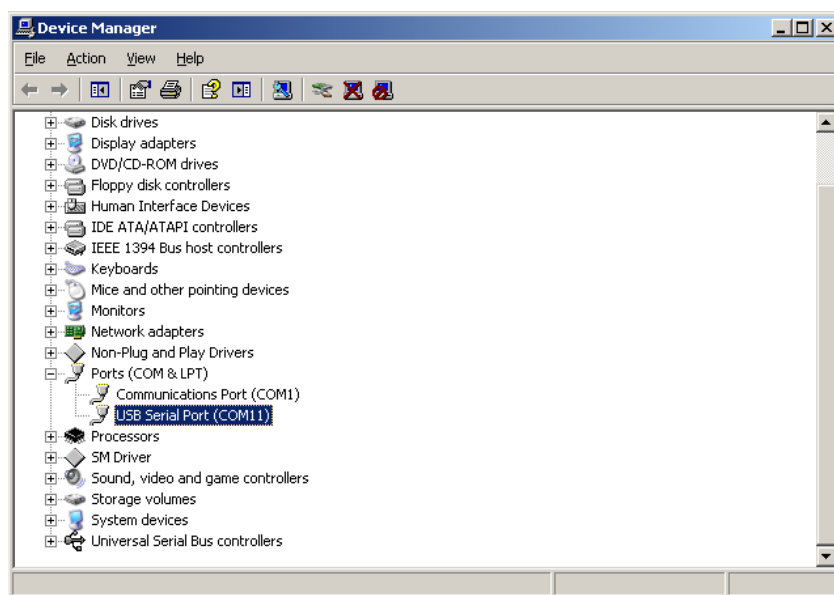 Device Manager
File Action View Help
Disk drives
Display adapters
DVD/CD-ROM drives
Floppy disk controllers
Human Interface Devices
IDE ATA/ATAPI controllers
IEEE 1394 Bus host controllers
Keyboards
Mice and other pointing devices
Monitors
Network adapters
Non-Plug and Play Drivers
Ports (COM & LPT)
Communications Port (COM1)
USB Serial Port (COM11)
Processors
SM Driver
Sound, video and game controllers
Storage volumes
System devices
Universal Serial Bus controllers